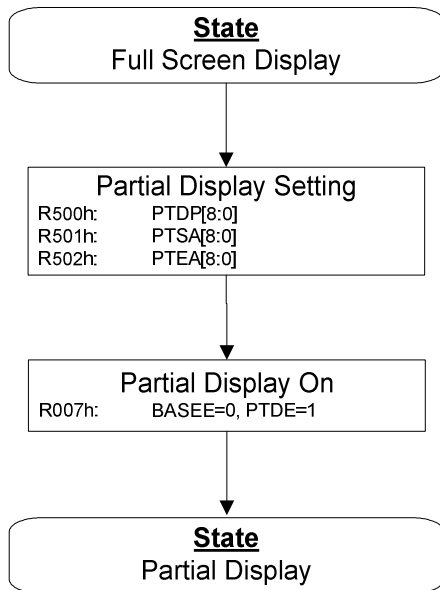 State
Full Screen Display
Partial Display Setting
R500h: PTDP[8:0]
R501h: PTSA[8:0]
R502h: PTEA[8:0]
Partial Display On
R007h: BASEE=0, PTDE=1
State
Partial Display